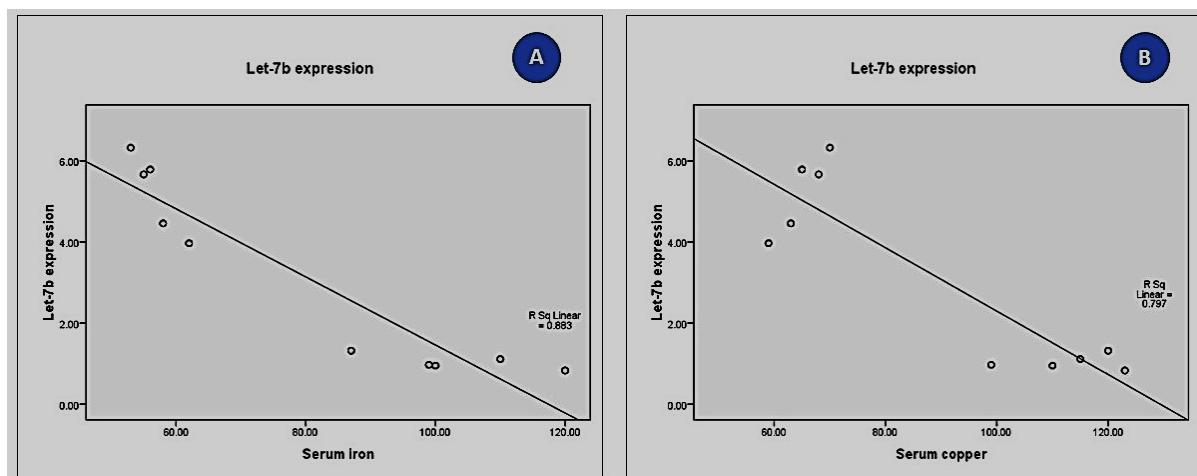 A
Let-7b expression
Let-7b expression
6.00
4.00
2.00
0.00
R Sq Linear
= 0.883
60.00
80.00
100.00
120.00
Serum iron
B
Let-7b expression
Let-7b expression
6.00
4.00
2.00
0.00
R Sq
Linear =
0.797
60.00
80.00
100.00
120.00
Serum copper